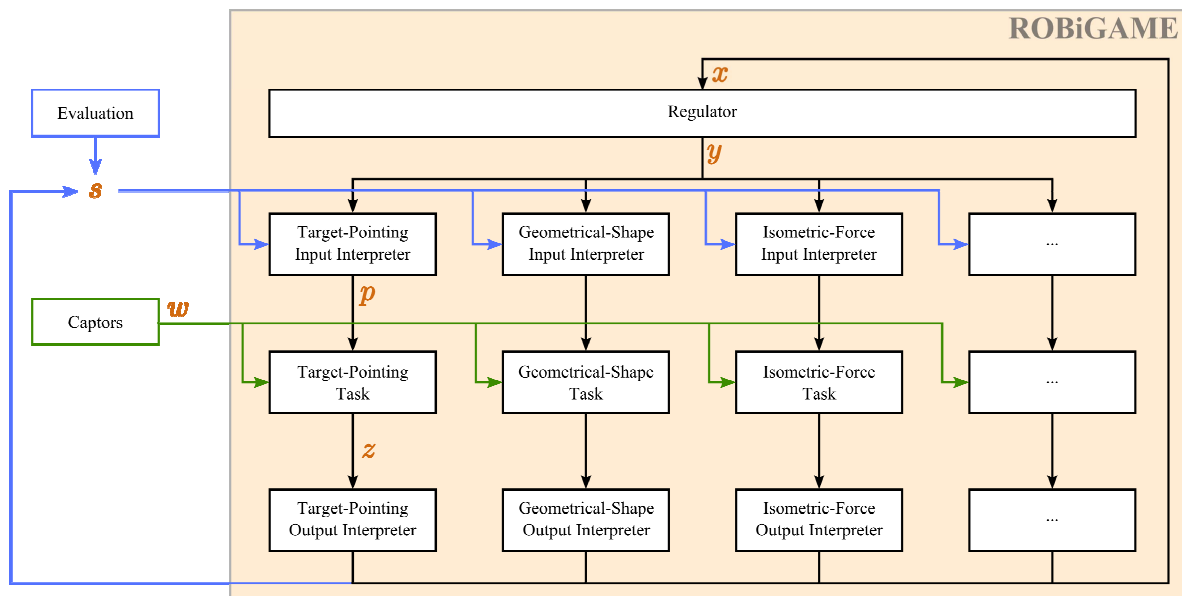 ROBiGAME
x
Evaluation
Regulator
y
s
Target-Pointing
Input Interpreter
Geometrical-Shape
Input Interpreter
Isometric-Force
Input Interpreter
...
p
w
Captors
Target-Pointing
Task
Geometrical-Shape
Task
Isometric-Force
Task
...
z
Target-Pointing
Output Interpreter
Geometrical-Shape
Output Interpreter
Isometric-Force
Output Interpreter
...